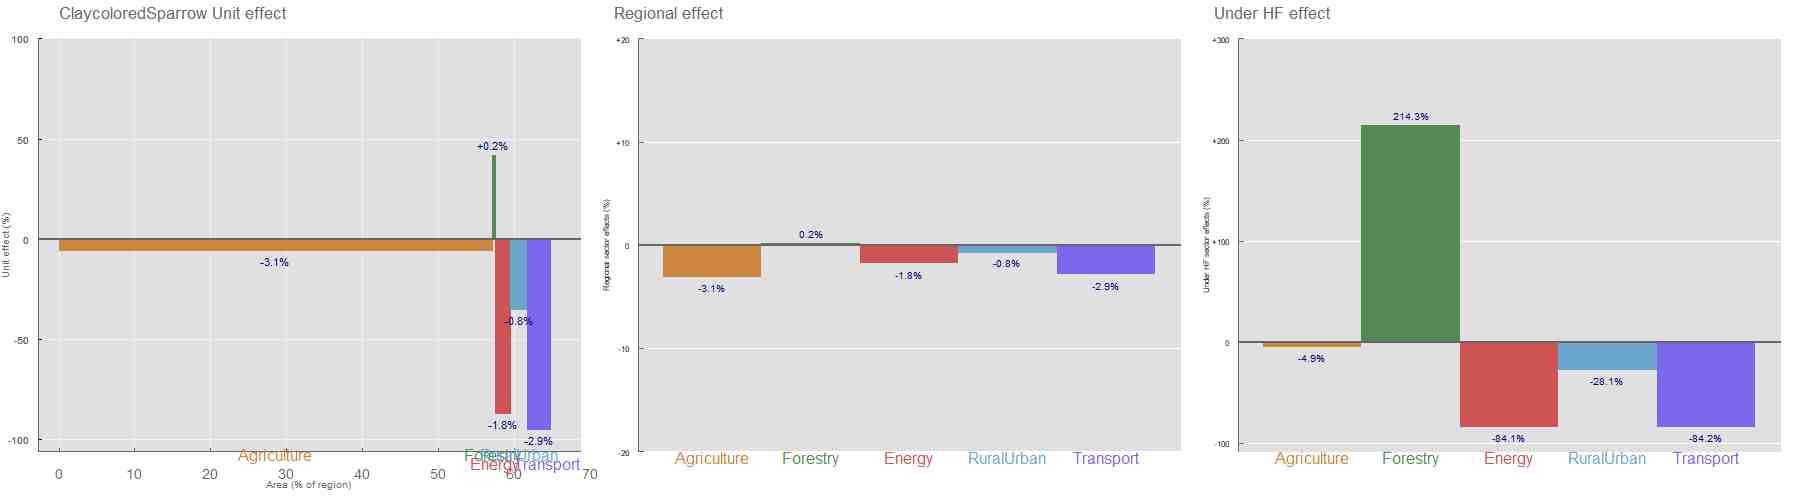 ClaycoloredSparrow Unit effect
100
50
0
-50
-100
Unit effect (%)
+0.2%
-3.1%
-0.8%
-1.8%
-2.9%
Agriculture
Forestry
RuralUrban
Energy
Transport
0 10 20 30 40 50 60 70
Area (% of region)
Regional effect
+20
+10
0
-10
-20
Regional sector effects (%)
-3.1%
0.2%
-1.8%
-0.8%
-2.9%
Agriculture Forestry Energy RuralUrban Transport
Under HF effect
+300
+200
+100
0
-100
Under HF sector effects (%)
-4.9%
214.3%
-84.1%
-28.1%
-84.2%
Agriculture Forestry Energy RuralUrban Transport